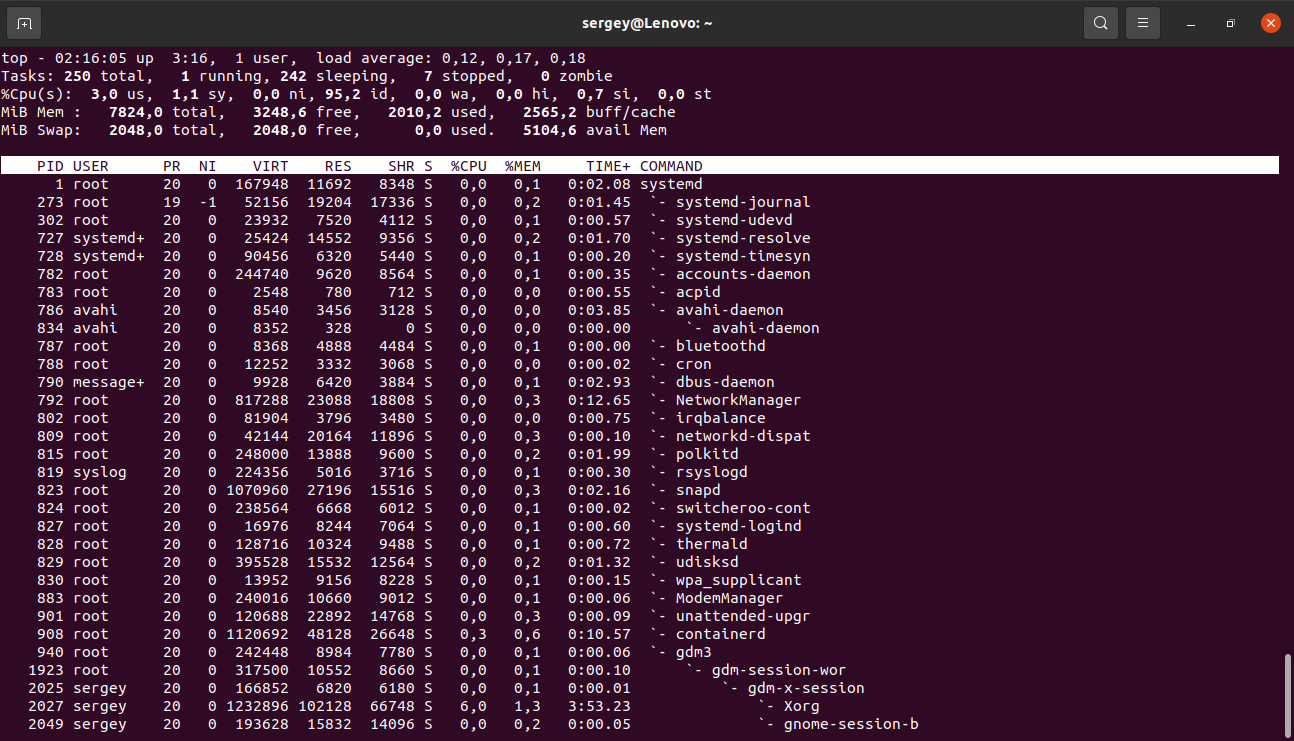 sergey@Lenovo: ~
top - 02:16:05 up  3:16,  1 user,  load average: 0,12, 0,17, 0,18
Tasks: 250 total,   1 running, 242 sleeping,   7 stopped,   0 zombie
%Cpu(s):  3,0 us,  1,1 sy,  0,0 ni, 95,2 id,  0,0 wa,  0,0 hi,  0,7 si,  0,0 st
MiB Mem :   7824,0 total,   3248,6 free,   2010,2 used,   2565,2 buff/cache
MiB Swap:   2048,0 total,   2048,0 free,      0,0 used.   5104,6 avail Mem
    PID USER      PR  NI    VIRT    RES    SHR S  %CPU  %MEM     TIME+ COMMAND
      1 root      20   0  167948  11692   8348 S   0,0   0,1   0:02.08 systemd
    273 root      19  -1   52156  19204  17336 S   0,0   0,2   0:01.45  `- systemd-journal
    302 root      20   0   23932   7520   4112 S   0,0   0,1   0:00.57  `- systemd-udevd
    727 systemd+  20   0   25424  14552   9356 S   0,0   0,2   0:01.70  `- systemd-resolve
    728 systemd+  20   0   90456   6320   5440 S   0,0   0,1   0:00.20  `- systemd-timesyn
    782 root      20   0  244740   9620   8564 S   0,0   0,1   0:00.35  `- accounts-daemon
    783 root      20   0    2548    780    712 S   0,0   0,0   0:00.55  `- acpid
    786 avahi     20   0    8540   3456   3128 S   0,0   0,0   0:03.85  `- avahi-daemon
    834 avahi     20   0    8352    328      0 S   0,0   0,0   0:00.00      `- avahi-daemon
    787 root      20   0    8368   4888   4484 S   0,0   0,1   0:00.00  `- bluetoothd
    788 root      20   0   12252   3332   3068 S   0,0   0,0   0:00.02  `- cron
    790 message+  20   0    9928   6420   3884 S   0,0   0,1   0:02.93  `- dbus-daemon
    792 root      20   0  817288  23088  18808 S   0,0   0,3   0:12.65  `- NetworkManager
    802 root      20   0   81904   3796   3480 S   0,0   0,0   0:00.75  `- irqbalance
    809 root      20   0   42144  20164  11896 S   0,0   0,3   0:00.10  `- networkd-dispat
    815 root      20   0  248000  13888   9600 S   0,0   0,2   0:01.99  `- polkitd
    819 syslog    20   0  224356   5016   3716 S   0,0   0,1   0:00.30  `- rsyslogd
    823 root      20   0 1070960  27196  15516 S   0,0   0,3   0:02.16  `- snapd
    824 root      20   0  238564   6668   6012 S   0,0   0,1   0:00.02  `- switcheroo-cont
    827 root      20   0   16976   8244   7064 S   0,0   0,1   0:00.60  `- systemd-logind
    828 root      20   0  128716  10324   9488 S   0,0   0,1   0:00.72  `- thermald
    829 root      20   0  395528  15532  12564 S   0,0   0,2   0:01.32  `- udisksd
    830 root      20   0   13952   9156   8228 S   0,0   0,1   0:00.15  `- wpa_supplicant
    883 root      20   0  240016  10660   9012 S   0,0   0,1   0:00.06  `- ModemManager
    901 root      20   0  120688  22892  14768 S   0,0   0,3   0:00.09  `- unattended-upgr
    908 root      20   0 1120692  48128  26648 S   0,3   0,6   0:10.57  `- containerd
    940 root      20   0  242448   8984   7780 S   0,0   0,1   0:00.06  `- gdm3
   1923 root      20   0  317500  10552   8660 S   0,0   0,1   0:00.10      `- gdm-session-wor
   2025 sergey    20   0  166852   6820   6180 S   0,0   0,1   0:00.01          `- gdm-x-session
   2027 sergey    20   0 1232896 102128  66748 S   6,0   1,3   3:53.23              `- Xorg
   2049 sergey    20   0  193628  15832  14096 S   0,0   0,2   0:00.05              `- gnome-session-b